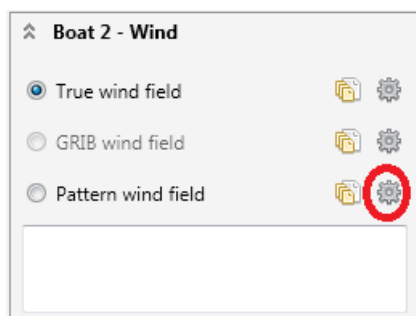 Boat 2 - Wind
True wind field
GRIB wind field
Pattern wind field